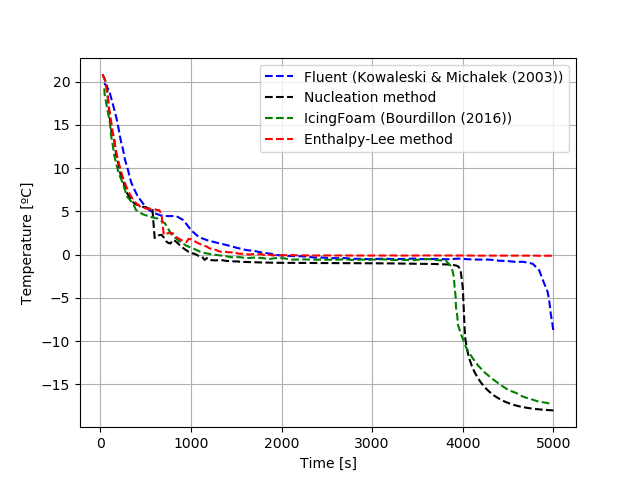 Fluent (Kowaleski & Michalek (2003))
Nucleation method
IcingFoam (Bourdillon (2016))
Enthalpy-Lee method
20
15
10
5
0
−5
−10
−15
Temperature [ºC]
0 1000 2000 3000 4000 5000
Time [s]